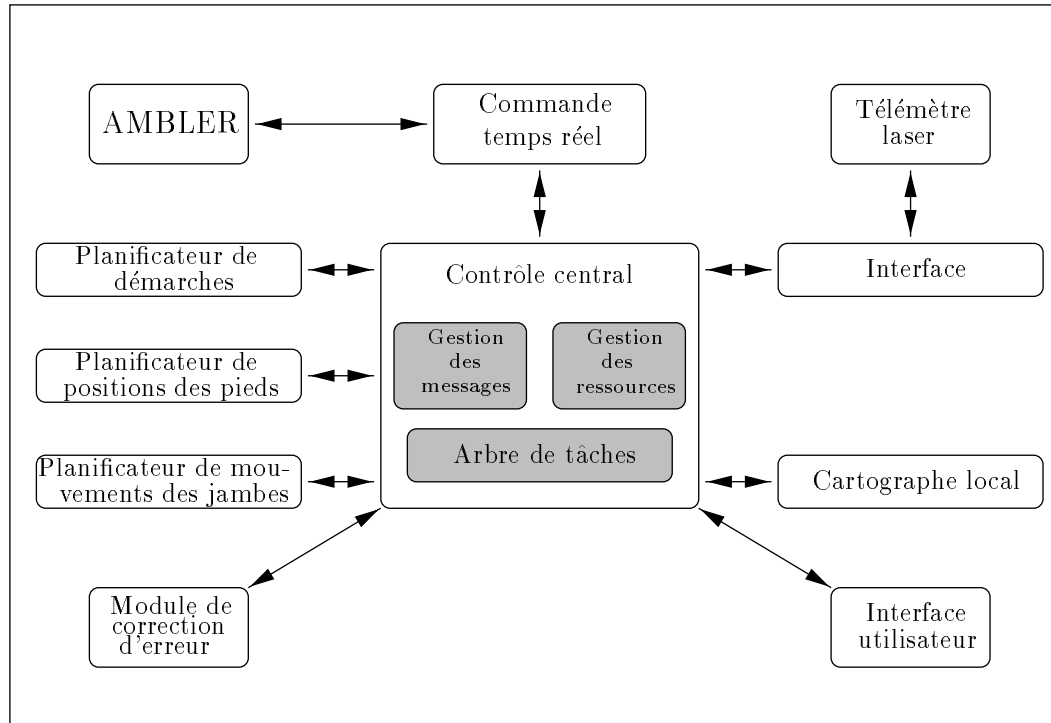 AMBLER
Commande
temps réel
Télémètre
laser
Planificateur de
démarches
Contrôle central
Interface
Gestion
des
messages
Gestion
des
ressources
Planificateur de
positions des pieds
Arbre de tâches
Planificateur de mou-
vements des jambes
Cartographe local
Module de
correction
d'erreur
Interface
utilisateur